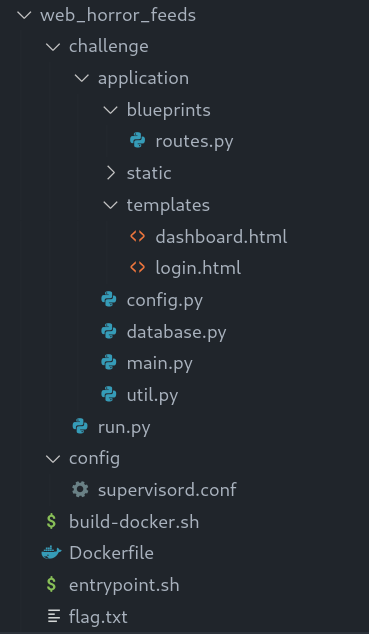 web_horror_feeds
challenge
application
blueprints
routes.py
static
templates
dashboard.html
login.html
config.py
database.py
main.py
util.py
run.py
config
supervisord.conf
build-docker.sh
Dockerfile
entrypoint.sh
flag.txt